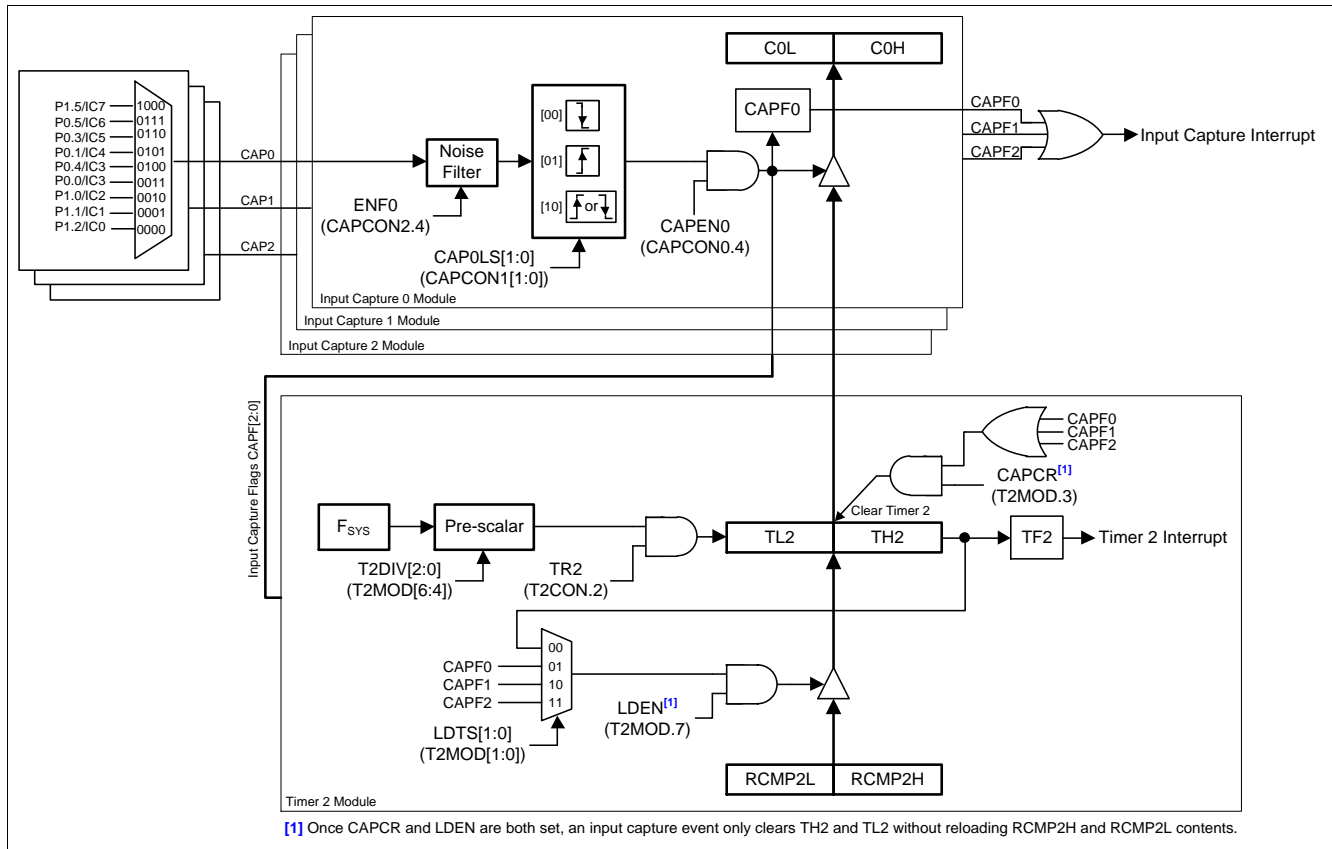 C0L C0H
P1.5/IC7 1000
P0.5/IC6 0111
P0.3/IC5 0110
P0.1/IC4 0101
P0.4/IC3 0100
P0.0/IC3 0011
P1.0/IC2 0010
P1.1/IC1 0001
P1.2/IC0 0000
CAP0
CAP1
CAP2
Noise
Filter
ENF0
(CAPCON2.4)
[00]
[01]
[10] or
CAP0LS[1:0]
(CAPCON1[1:0])
CAPEN0
(CAPCON0.4)
CAPF0
CAPF0
CAPF1
CAPF2
Input Capture Interrupt
Input Capture 0 Module
Input Capture 1 Module
Input Capture 2 Module
Input Capture Flags CAPF[2:0]
CAPF0
CAPF1
CAPF2
CAPCR[1]
(T2MOD.3)
Clear Timer 2
FSYS
Pre-scalar
T2DIV[2:0]
(T2MOD[6:4])
TR2
(T2CON.2)
TL2 TH2
TF2
Timer 2 Interrupt
00
CAPF0 01
CAPF1 10
CAPF2 11
LDTS[1:0]
(T2MOD[1:0])
LDEN[1]
(T2MOD.7)
RCMP2L RCMP2H
Timer 2 Module
[1] Once CAPCR and LDEN are both set, an input capture event only clears TH2 and TL2 without reloading RCMP2H and RCMP2L contents.